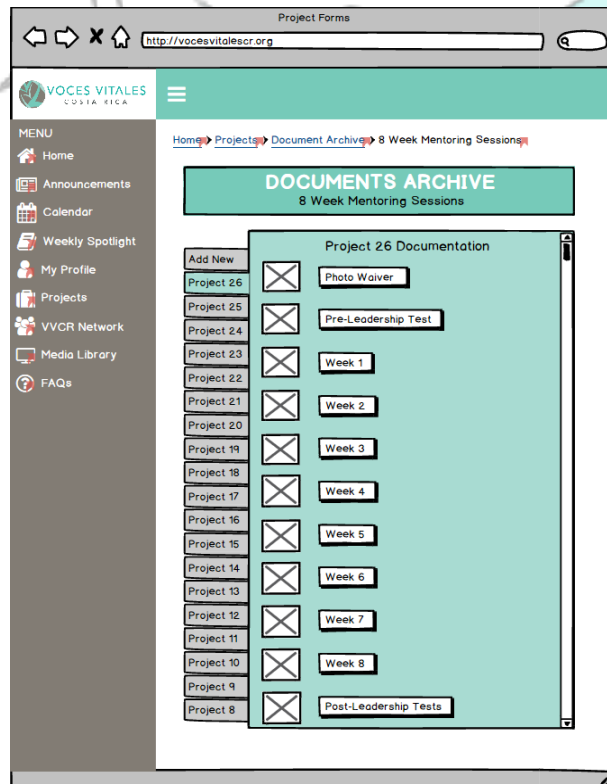 Project Forms
http://vocesvitalescr.org
VOCES VITALES
COSTA RICA
MENU
Home
Announcements
Calendar
Weekly Spotlight
My Profile
Projects
VVCR Network
Media Library
FAQs
Home Projects Document Archive 8 Week Mentoring Sessions
DOCUMENTS ARCHIVE
8 Week Mentoring Sessions
Add New
Project 26
Project 25
Project 24
Project 23
Project 22
Project 21
Project 20
Project 19
Project 18
Project 17
Project 16
Project 15
Project 14
Project 13
Project 12
Project 11
Project 10
Project 9
Project 8
Project 26 Documentation
Photo Waiver
Pre-Leadership Test
Week 1
Week 2
Week 3
Week 4
Week 5
Week 6
Week 7
Week 8
Post-Leadership Tests